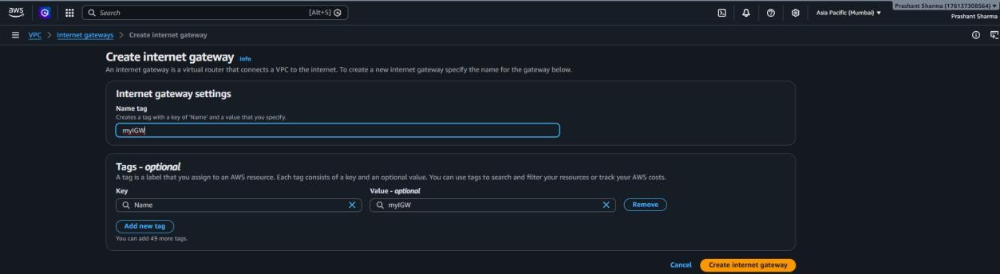 aws Search [Alt+S] Asia Pacific (Mumbai) ▼ Prashant Sharma (176137308564) ▼
Prashant Sharma
VPC > Internet gateways > Create internet gateway
Create internet gateway Info
An internet gateway is a virtual router that connects a VPC to the internet. To create a new internet gateway specify the name for the gateway below.
Internet gateway settings
Name tag
Creates a tag with a key of 'Name' and a value that you specify.
myIGW
Tags - optional
A tag is a label that you assign to an AWS resource. Each tag consists of a key and an optional value. You can use tags to search and filter your resources or track your AWS costs.
Key Value - optional
Name myIGW Remove
Add new tag
You can add 49 more tags.
Cancel Create internet gateway